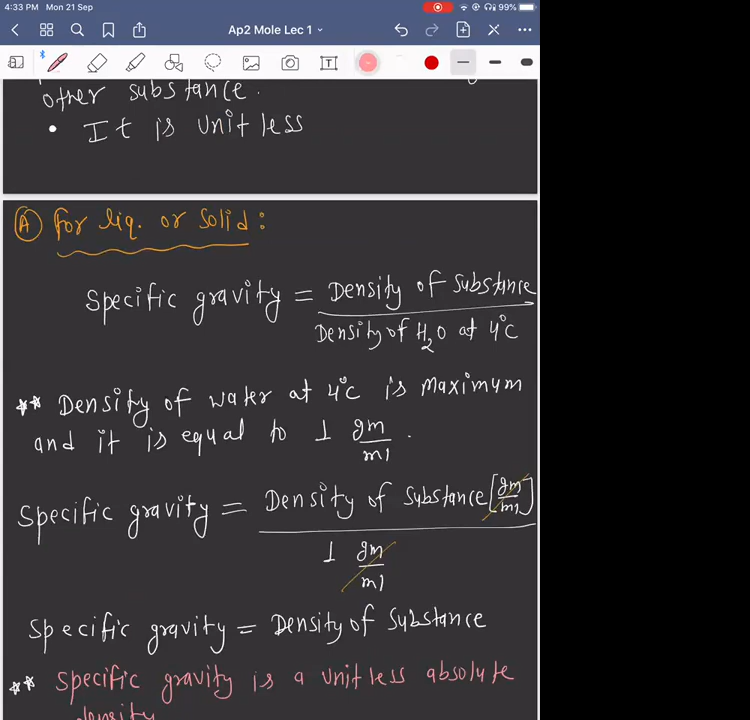 4:33 PM Mon 21 Sep 99%
Ap2 Mole Lec 1
T
other substance.
• It is unitless
(A) For liq. or solid :
Specific gravity = Density of substance
Density of H2O at 4°c
** Density of water at 4°c is maximum
and it is equal to 1 gm
ml .
Specific gravity = Density of substance [gm
ml]
1 gm
ml
Specific gravity = Density of substance
** Specific gravity is a unitless absolute
density